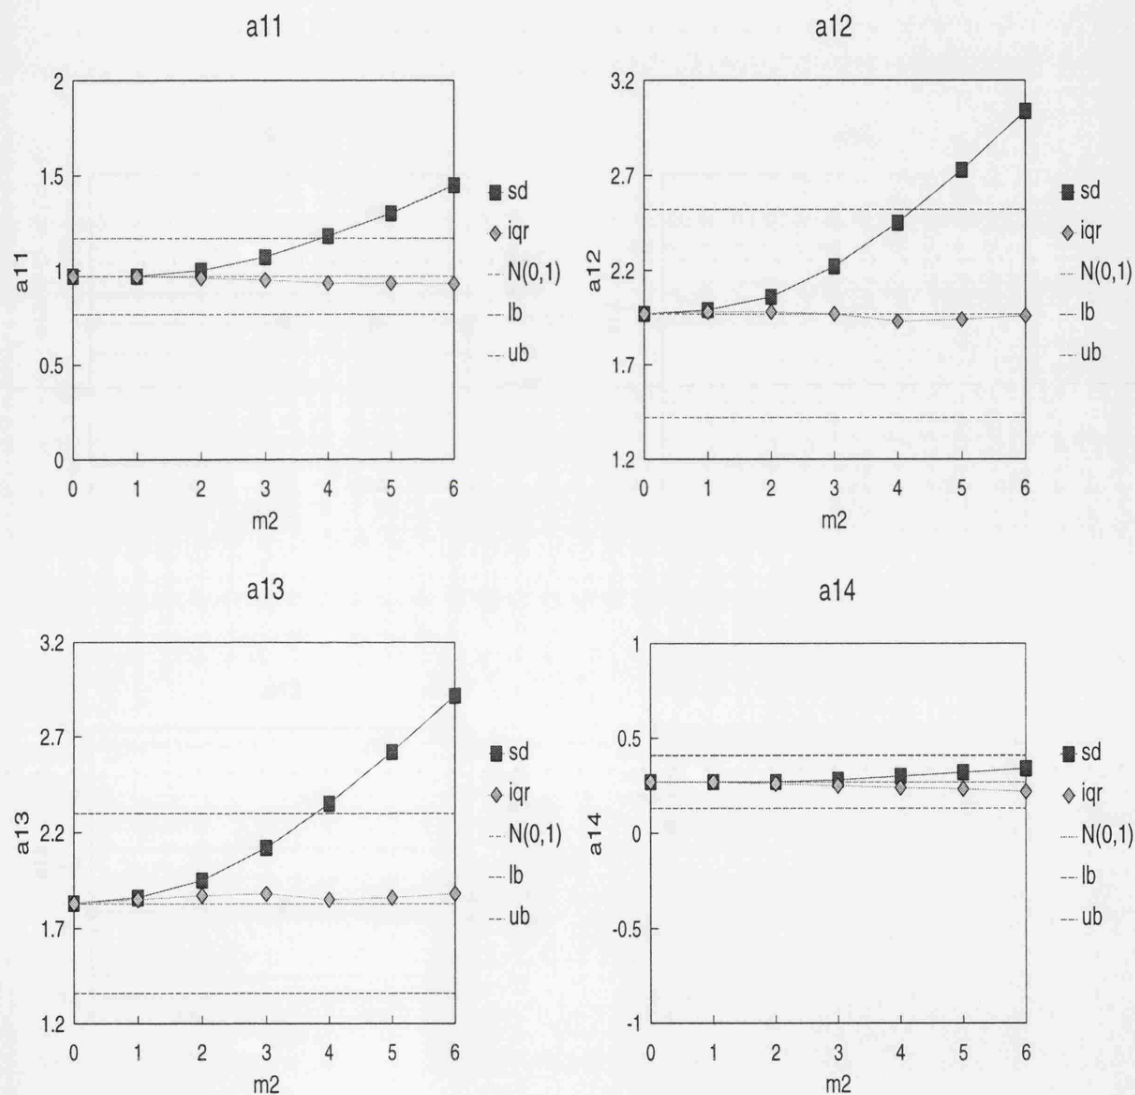 a11
2
1.5
1
0.5
0
a11
0 1 2 3 4 5 6
m2
sd
iqr
N(0,1)
lb
ub
a12
3.2
2.7
2.2
1.7
1.2
a12
0 1 2 3 4 5 6
m2
sd
iqr
N(0,1)
lb
ub
a13
3.2
2.7
2.2
1.7
1.2
a13
0 1 2 3 4 5 6
m2
sd
iqr
N(0,1)
lb
ub
a14
1
0.5
0
-0.5
-1
a14
0 1 2 3 4 5 6
m2
sd
iqr
N(0,1)
lb
ub